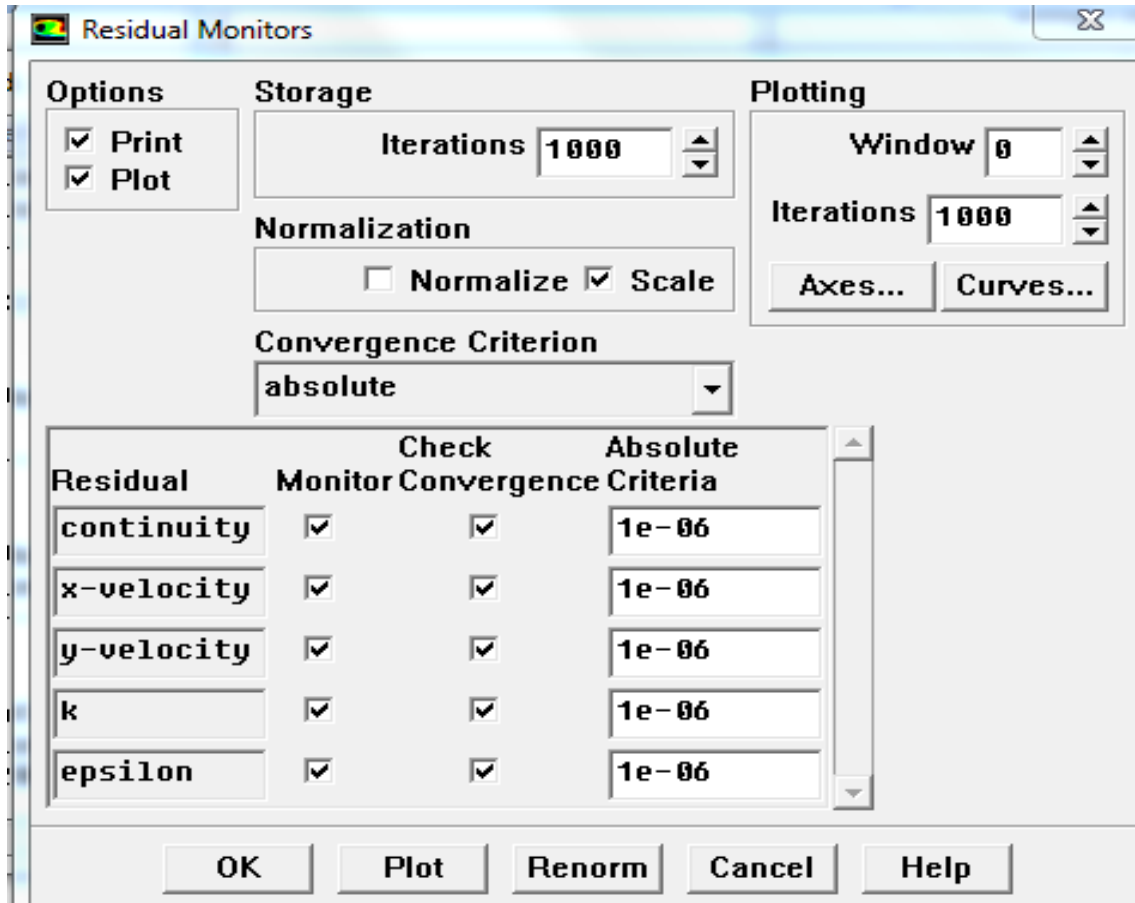 Residual Monitors
Options
Print
Plot
Storage
Iterations 1000
Normalization
Normalize Scale
Convergence Criterion
absolute
Plotting
Window 0
Iterations 1000
Axes... Curves...
Residual Monitor Check Convergence Absolute Criteria
continuity 1e-06
x-velocity 1e-06
y-velocity 1e-06
k 1e-06
epsilon 1e-06
OK Plot Renorm Cancel Help